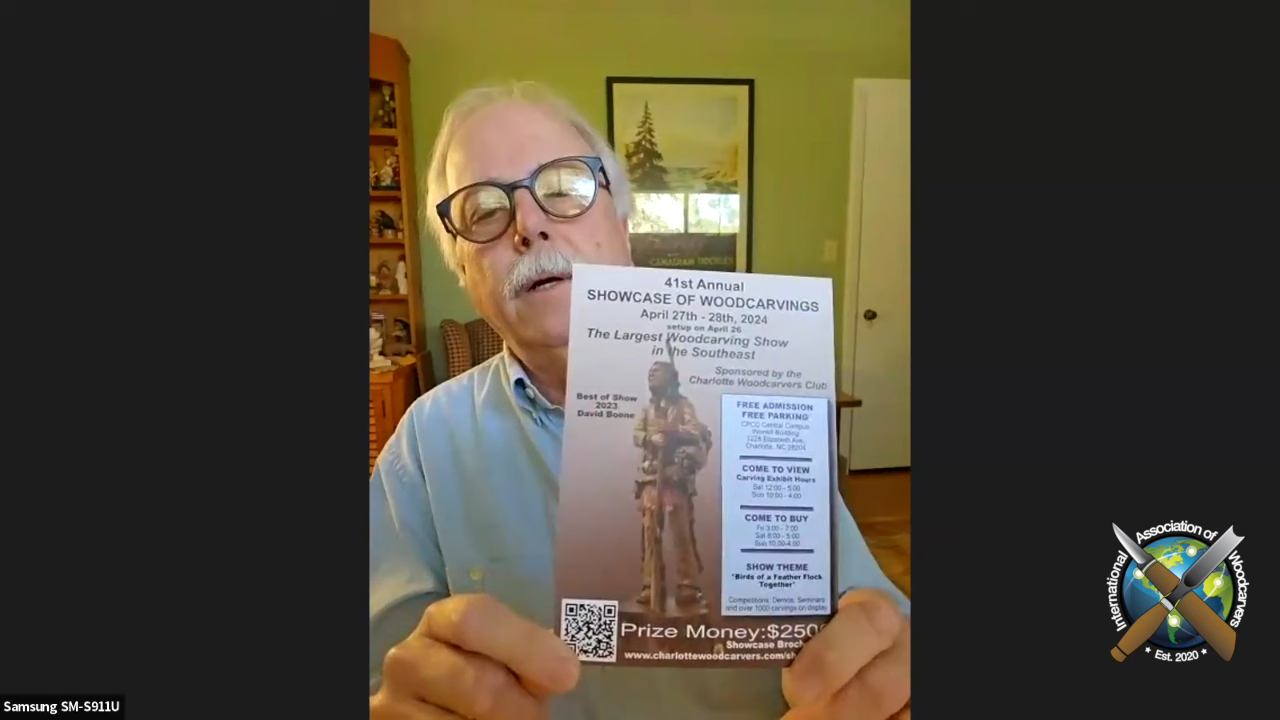 CANADIAN ROCKIES
41st Annual
SHOWCASE OF WOODCARVINGS
April 27th - 28th, 2024
setup on April 26
The Largest Woodcarving Show
in the Southeast
Sponsored by the
Charlotte Woodcarvers Club
Best of Show
2023
David Boone
FREE ADMISSION
FREE PARKING
CPCC Central Campus
Building
Elizabeth Ave.
Charlotte, NC 28204
COME TO VIEW
Carving Exhibit Hours
Sat 12:00 - 5:00
Sun 10:00 - 4:00
COME TO BUY
Fri 3:00 - 7:00
Sat 8:00 - 5:00
Sun 10:00-4:00
SHOW THEME
"Birds of a Feather Flock
Together"
Competitions, Demos, Seminars
and over 1000 carvings on display
Prize Money:$250
Showcase Broch
www.charlottewoodcarvers.com/sh
International Association of Woodcarvers
Est. 2020
Samsung SM-S911U